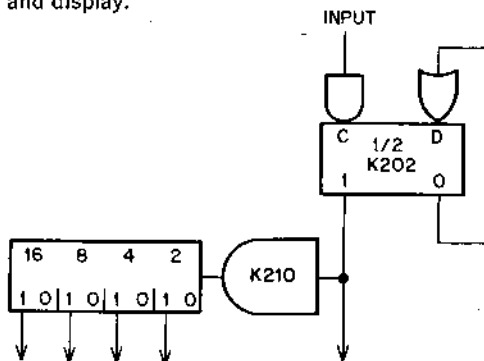 and display.
INPUT
C D
1/2
K202
1 0
16 8 4 2
K210
1 0 1 0 1 0 1 0